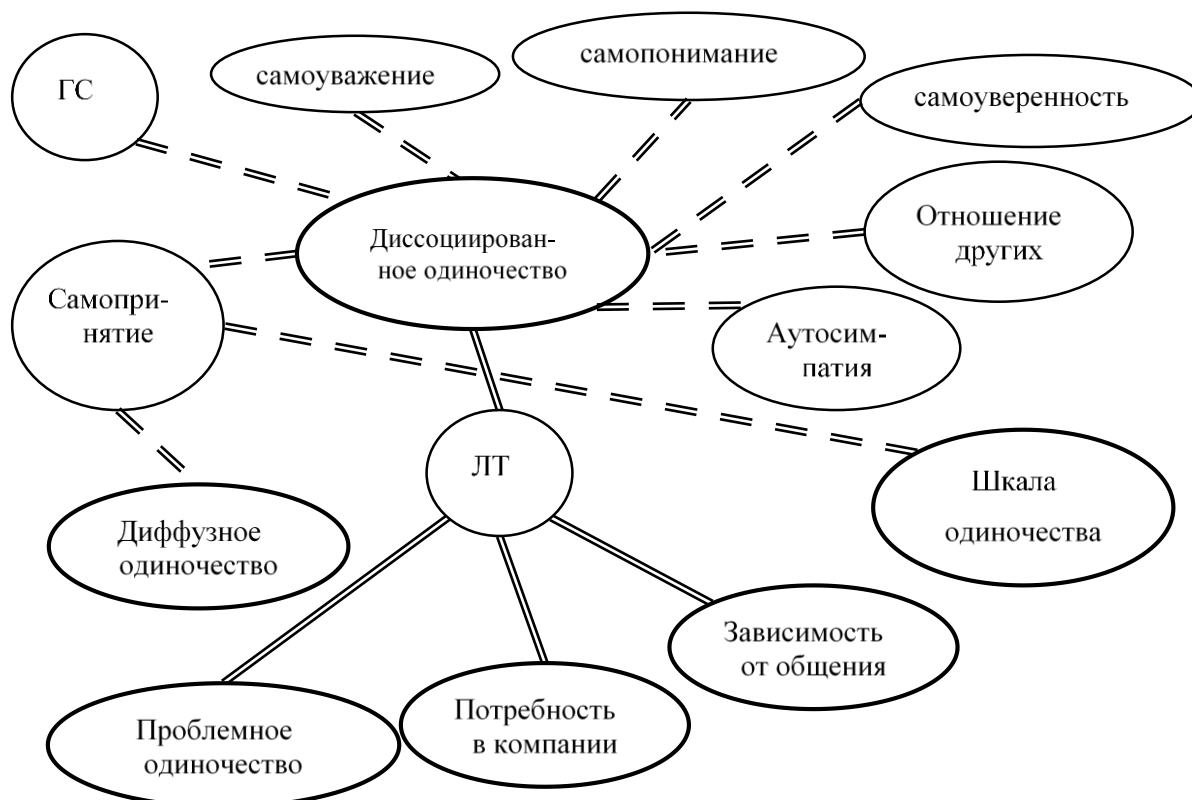 ГС
самоуважение
самопонимание
самоуверенность
Диссоциирован-
ное одиночество
Отношение
других
Самопри-
нятие
Аутосим-
патия
ЛТ
Шкала
одиночества
Диффузное
одиночество
Зависимость
от общения
Проблемное
одиночество
Потребность
в компании